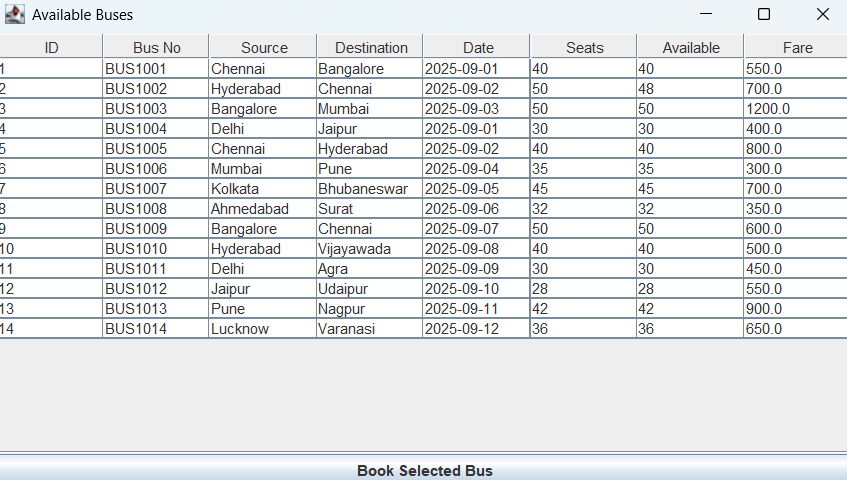 Available Buses
ID Bus No Source Destination Date Seats Available Fare
1 BUS1001 Chennai Bangalore 2025-09-01 40 40 550.0
2 BUS1002 Hyderabad Chennai 2025-09-02 50 48 700.0
3 BUS1003 Bangalore Mumbai 2025-09-03 50 50 1200.0
4 BUS1004 Delhi Jaipur 2025-09-01 30 30 400.0
5 BUS1005 Chennai Hyderabad 2025-09-02 40 40 800.0
6 BUS1006 Mumbai Pune 2025-09-04 35 35 300.0
7 BUS1007 Kolkata Bhubaneswar 2025-09-05 45 45 700.0
8 BUS1008 Ahmedabad Surat 2025-09-06 32 32 350.0
9 BUS1009 Bangalore Chennai 2025-09-07 50 50 600.0
10 BUS1010 Hyderabad Vijayawada 2025-09-08 40 40 500.0
11 BUS1011 Delhi Agra 2025-09-09 30 30 450.0
12 BUS1012 Jaipur Udaipur 2025-09-10 28 28 550.0
13 BUS1013 Pune Nagpur 2025-09-11 42 42 900.0
14 BUS1014 Lucknow Varanasi 2025-09-12 36 36 650.0
Book Selected Bus